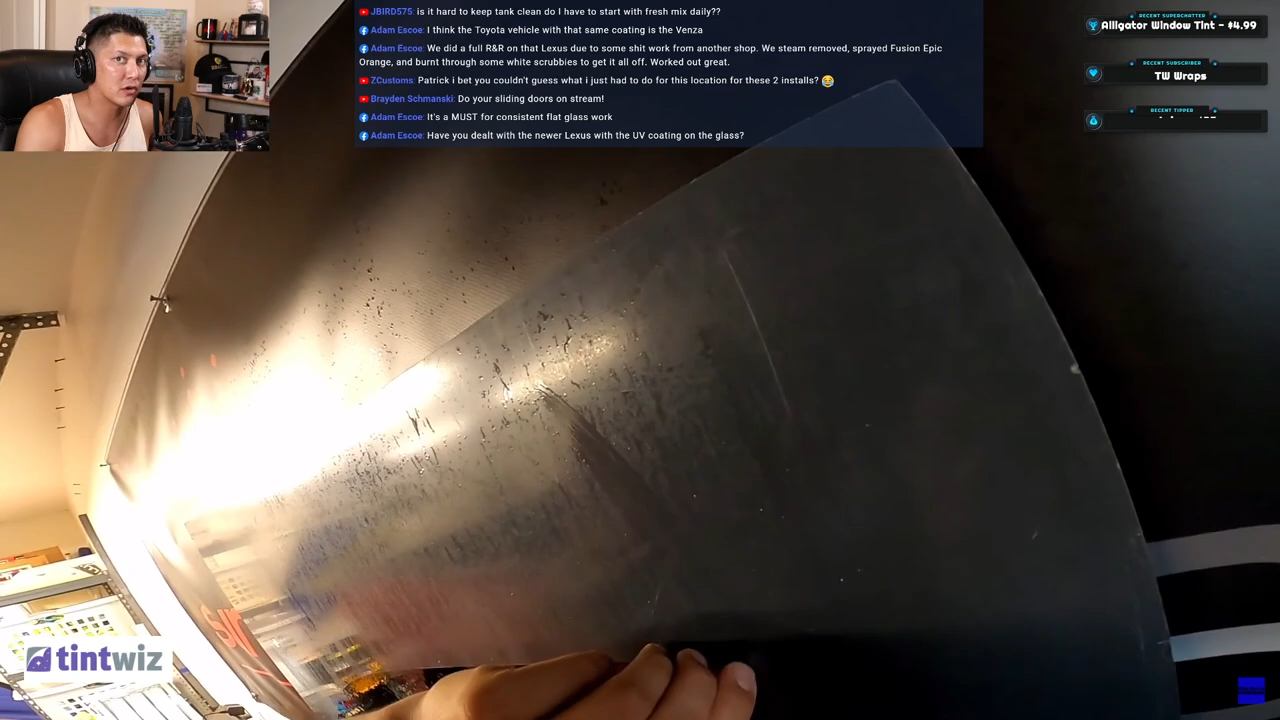 JBIRD575 is it hard to keep tank clean do I have to start with fresh mix daily??
Adam Escoe: I think the Toyota vehicle with that same coating is the Venza
Adam Escoe: We did a full R&R on that Lexus due to some shit work from another shop. We steam removed, sprayed Fusion Epic
Orange, and burnt through some white scrubbies to get it all off. Worked out great.
ZCustoms: Patrick i bet you couldn't guess what i just had to do for this location for these 2 installs? 😂
Brayden Schmanski: Do your sliding doors on stream!
Adam Escoe: It's a MUST for consistent flat glass work
Adam Escoe: Have you dealt with the newer Lexus with the UV coating on the glass?
RECENT SUPERCHATTER
Alligator Window Tint - $4.99
RECENT SUBSCRIBER
TW Wraps
RECENT TIPPER
tintwiz